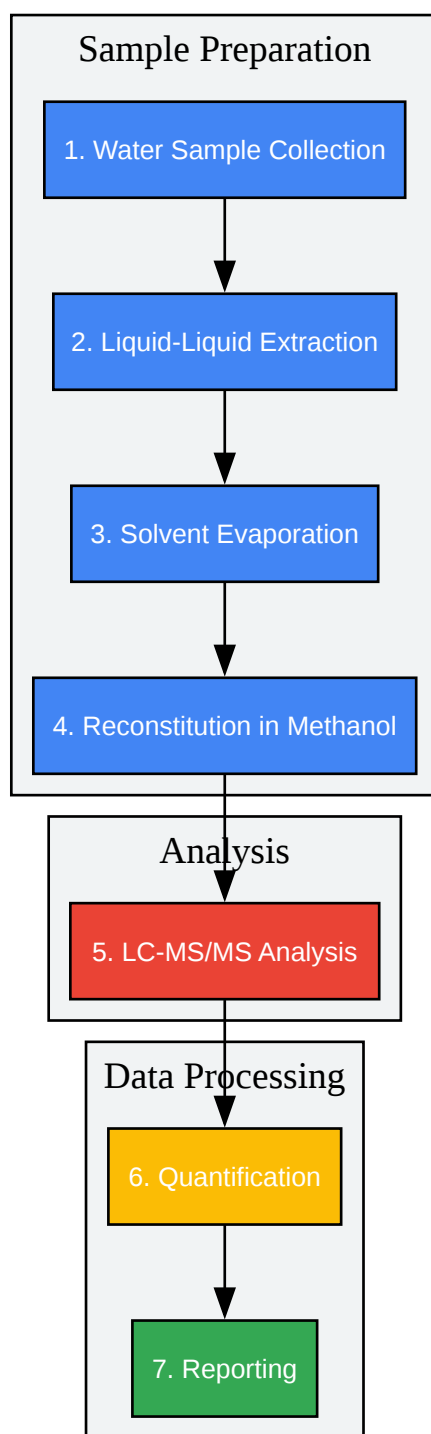 Sample Preparation
1. Water Sample Collection
2. Liquid-Liquid Extraction
3. Solvent Evaporation
4. Reconstitution in Methanol
Analysis
5. LC-MS/MS Analysis
Data Processing
6. Quantification
7. Reporting